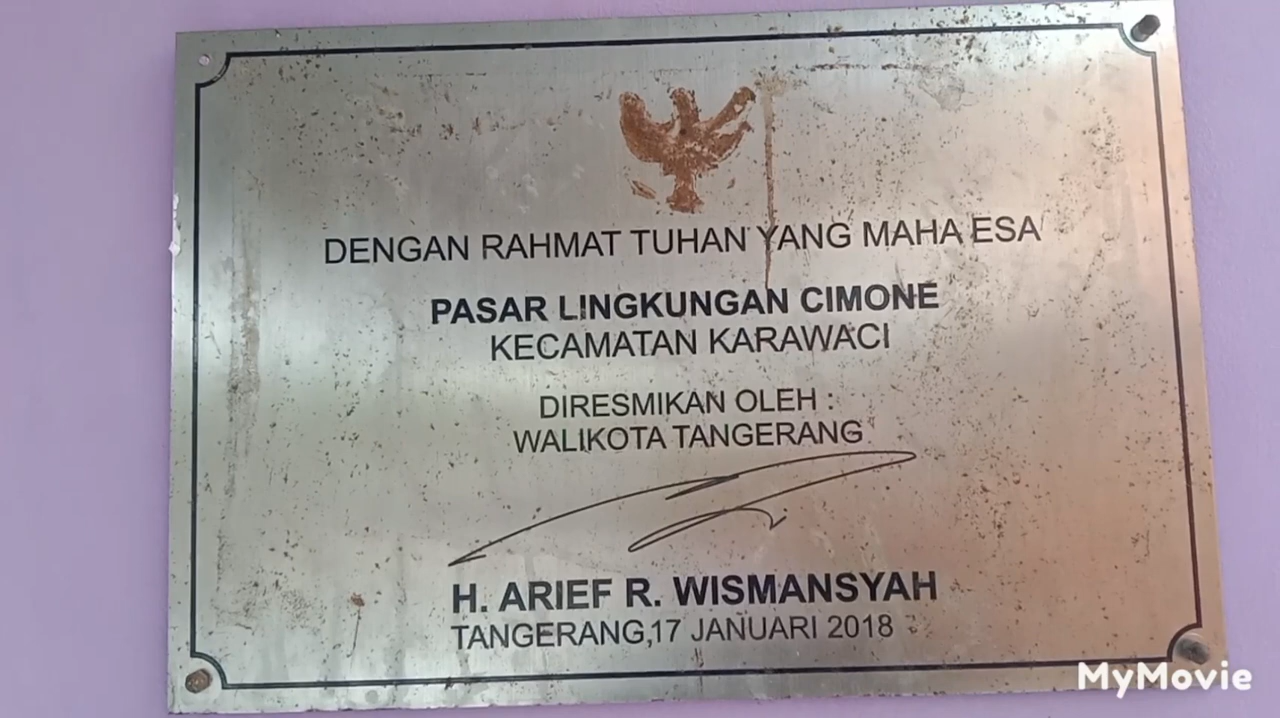 DENGAN RAHMAT TUHAN YANG MAHA ESA
PASAR LINGKUNGAN CIMONE
KECAMATAN KARAWACI
DIRESMIKAN OLEH :
WALIKOTA TANGERANG
H. ARIEF R. WISMANSYAH
TANGERANG,17 JANUARI 2018
MyMovie